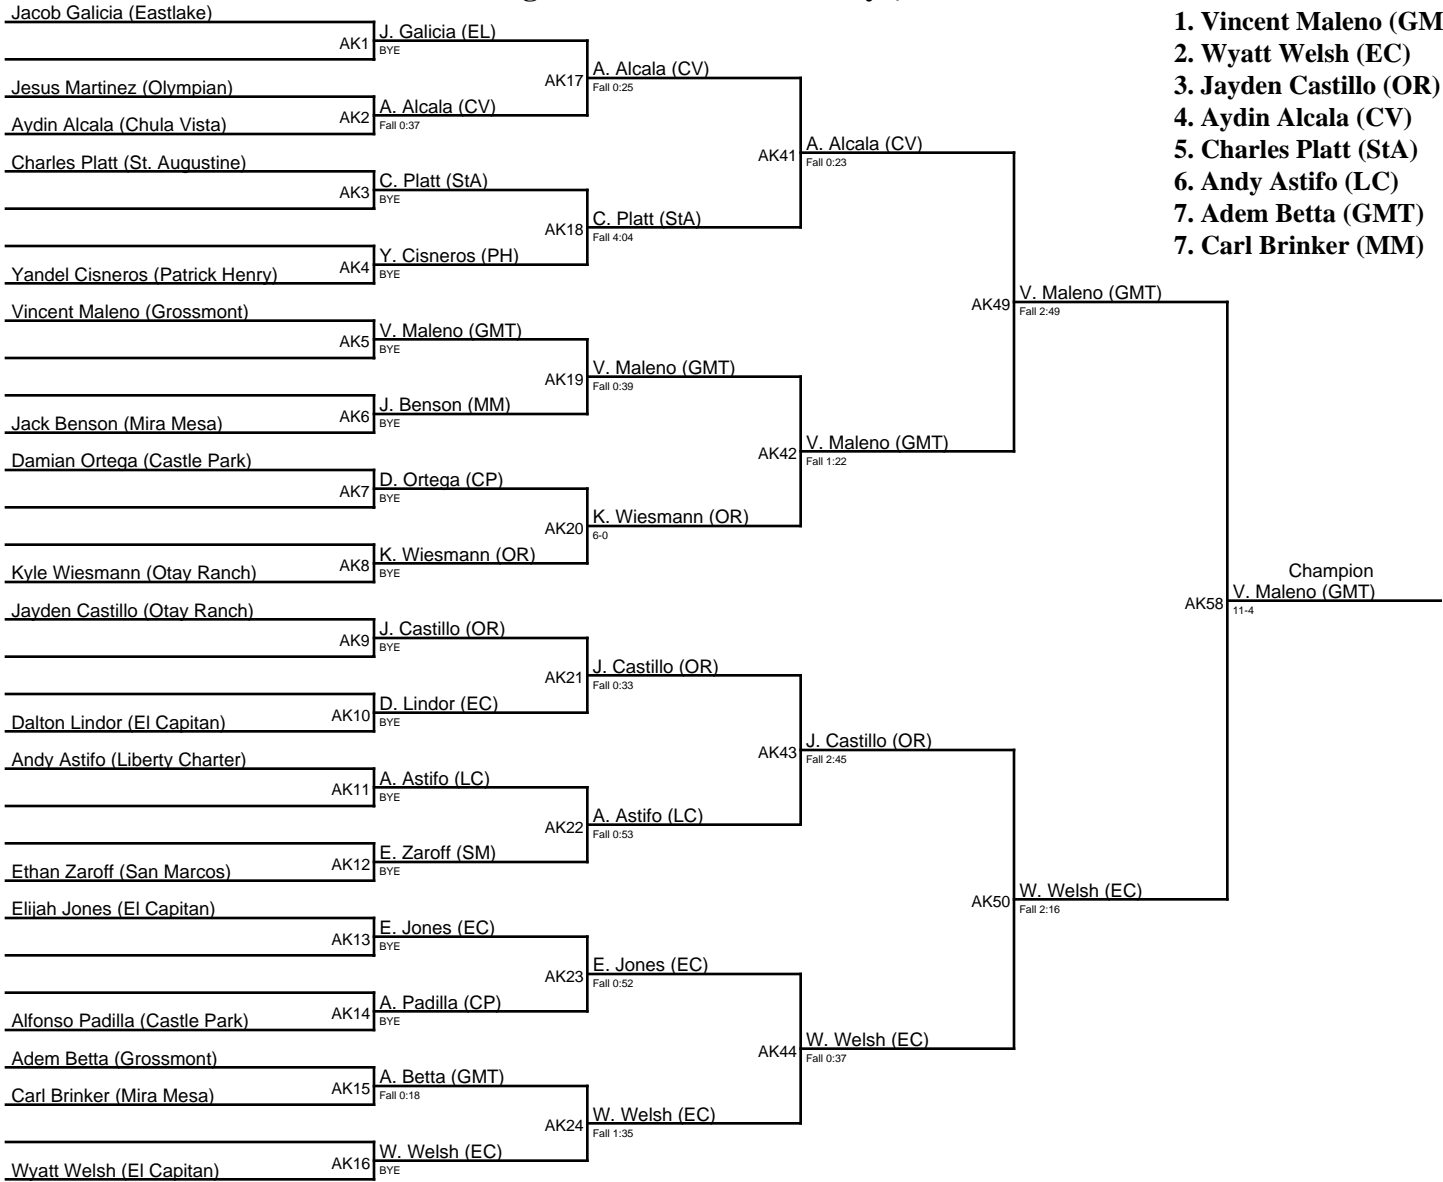 Jacob Galicia (Eastlake)
AK1
J. Galicia (EL)
BYE
Jesus Martinez (Olympian)
AK2
A. Alcala (CV)
Fall 0:37
Aydin Alcala (Chula Vista)
AK17
A. Alcala (CV)
Fall 0:25
Charles Platt (St. Augustine)
AK3
C. Platt (StA)
BYE
AK4
Y. Cisneros (PH)
BYE
Yandel Cisneros (Patrick Henry)
AK18
C. Platt (StA)
Fall 4:04
AK41
A. Alcala (CV)
Fall 0:23
Vincent Maleno (Grossmont)
AK5
V. Maleno (GMT)
BYE
AK6
J. Benson (MM)
BYE
Jack Benson (Mira Mesa)
AK19
V. Maleno (GMT)
Fall 0:39
Damian Ortega (Castle Park)
AK7
D. Ortega (CP)
BYE
AK8
K. Wiesmann (OR)
BYE
Kyle Wiesmann (Otay Ranch)
AK20
K. Wiesmann (OR)
6-0
AK42
V. Maleno (GMT)
Fall 1:22
AK49
V. Maleno (GMT)
Fall 2:49
Jayden Castillo (Otay Ranch)
AK9
J. Castillo (OR)
BYE
AK10
D. Lindor (EC)
BYE
Dalton Lindor (El Capitan)
AK21
J. Castillo (OR)
Fall 0:33
Andy Astifo (Liberty Charter)
AK11
A. Astifo (LC)
BYE
AK12
E. Zaroff (SM)
BYE
Ethan Zaroff (San Marcos)
AK22
A. Astifo (LC)
Fall 0:53
AK43
J. Castillo (OR)
Fall 2:45
Elijah Jones (El Capitan)
AK13
E. Jones (EC)
BYE
AK14
A. Padilla (CP)
BYE
Alfonso Padilla (Castle Park)
AK23
E. Jones (EC)
Fall 0:52
Adem Betta (Grossmont)
AK15
A. Betta (GMT)
Fall 0:18
Carl Brinker (Mira Mesa)
AK16
W. Welsh (EC)
BYE
Wyatt Welsh (El Capitan)
AK24
W. Welsh (EC)
Fall 1:35
AK44
W. Welsh (EC)
Fall 0:37
AK50
W. Welsh (EC)
Fall 2:16
AK58
Champion
V. Maleno (GMT)
11-4
1. Vincent Maleno (GM
2. Wyatt Welsh (EC)
3. Jayden Castillo (OR)
4. Aydin Alcala (CV)
5. Charles Platt (StA)
6. Andy Astifo (LC)
7. Adem Betta (GMT)
7. Carl Brinker (MM)